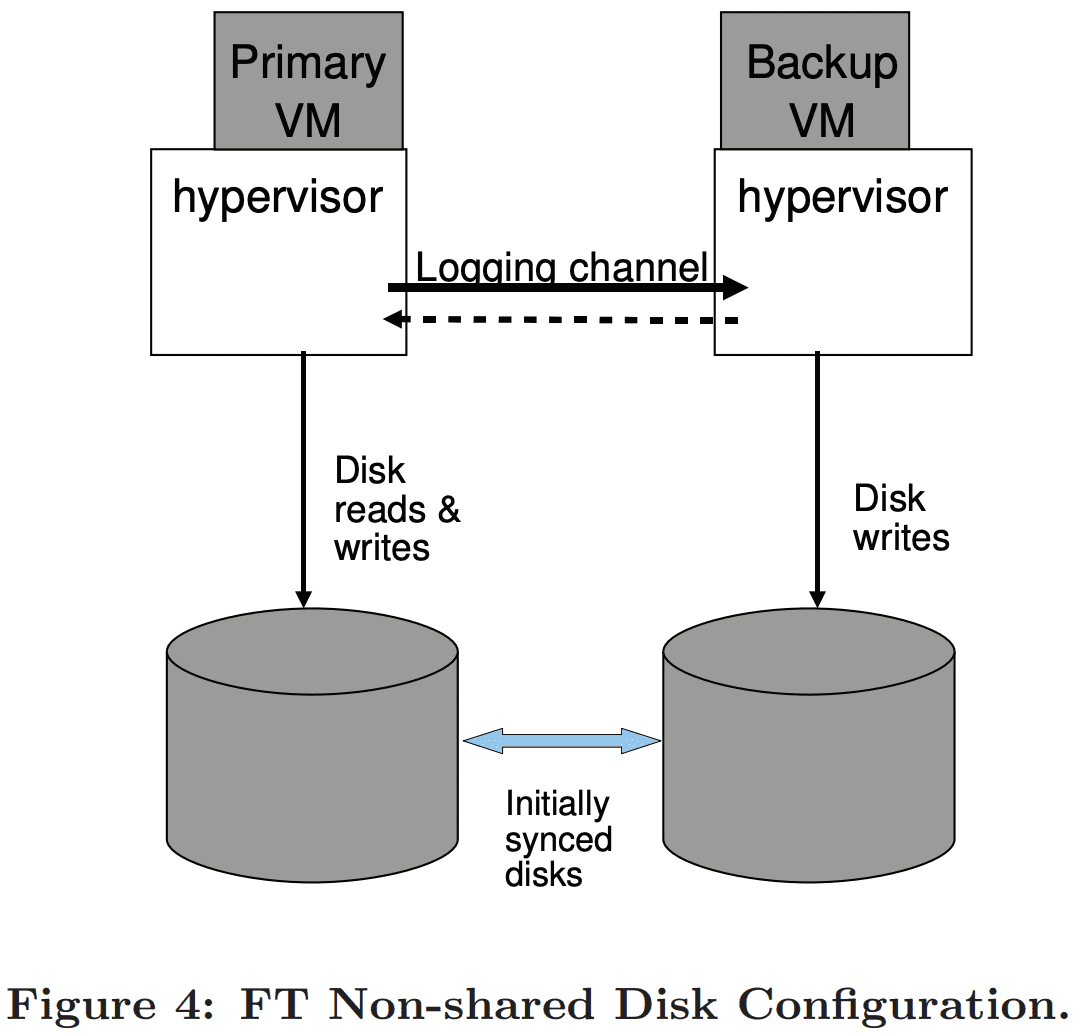 Primary
VM
Backup
VM
hypervisor
hypervisor
Logging channel
Disk
reads &
writes
Disk
writes
Initially
synced
disks
Figure 4: FT Non-shared Disk Configuration.